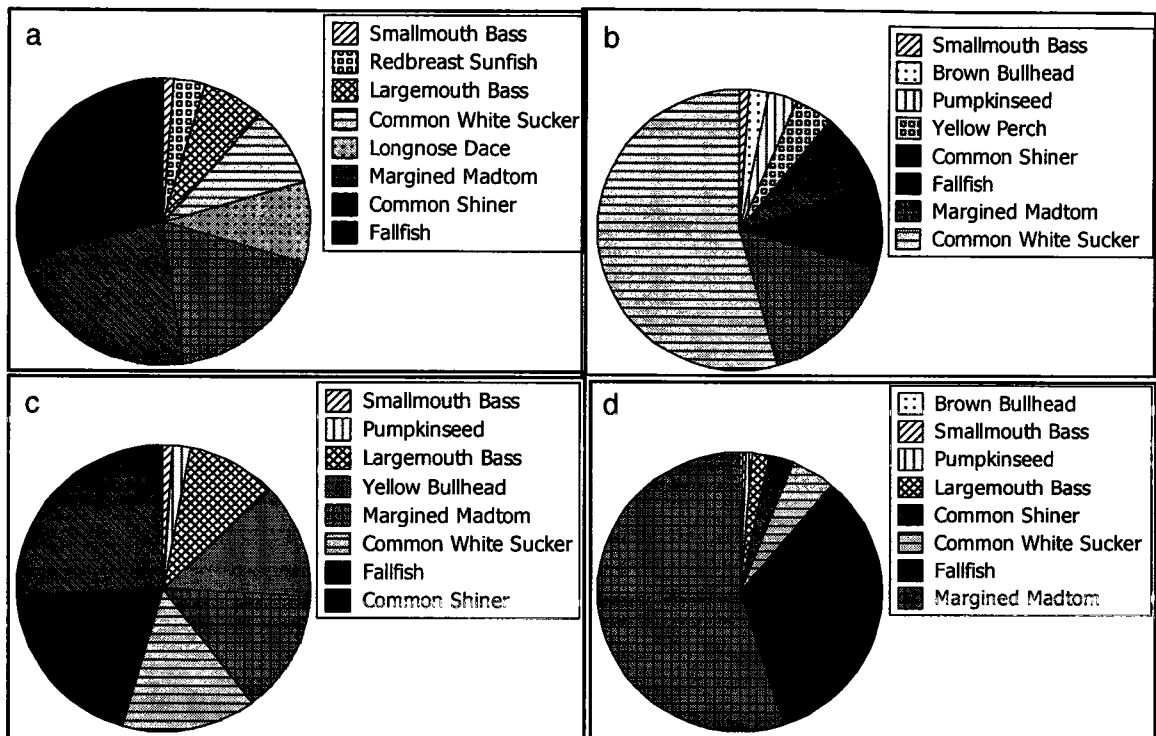 a
Smallmouth Bass
Redbreast Sunfish
Largemouth Bass
Common White Sucker
Longnose Dace
Margined Madtom
Common Shiner
Fallfish
b
Smallmouth Bass
Brown Bullhead
Pumpkinseed
Yellow Perch
Common Shiner
Fallfish
Margined Madtom
Common White Sucker
c
Smallmouth Bass
Pumpkinseed
Largemouth Bass
Yellow Bullhead
Margined Madtom
Common White Sucker
Fallfish
Common Shiner
d
Brown Bullhead
Smallmouth Bass
Pumpkinseed
Largemouth Bass
Common Shiner
Common White Sucker
Fallfish
Margined Madtom